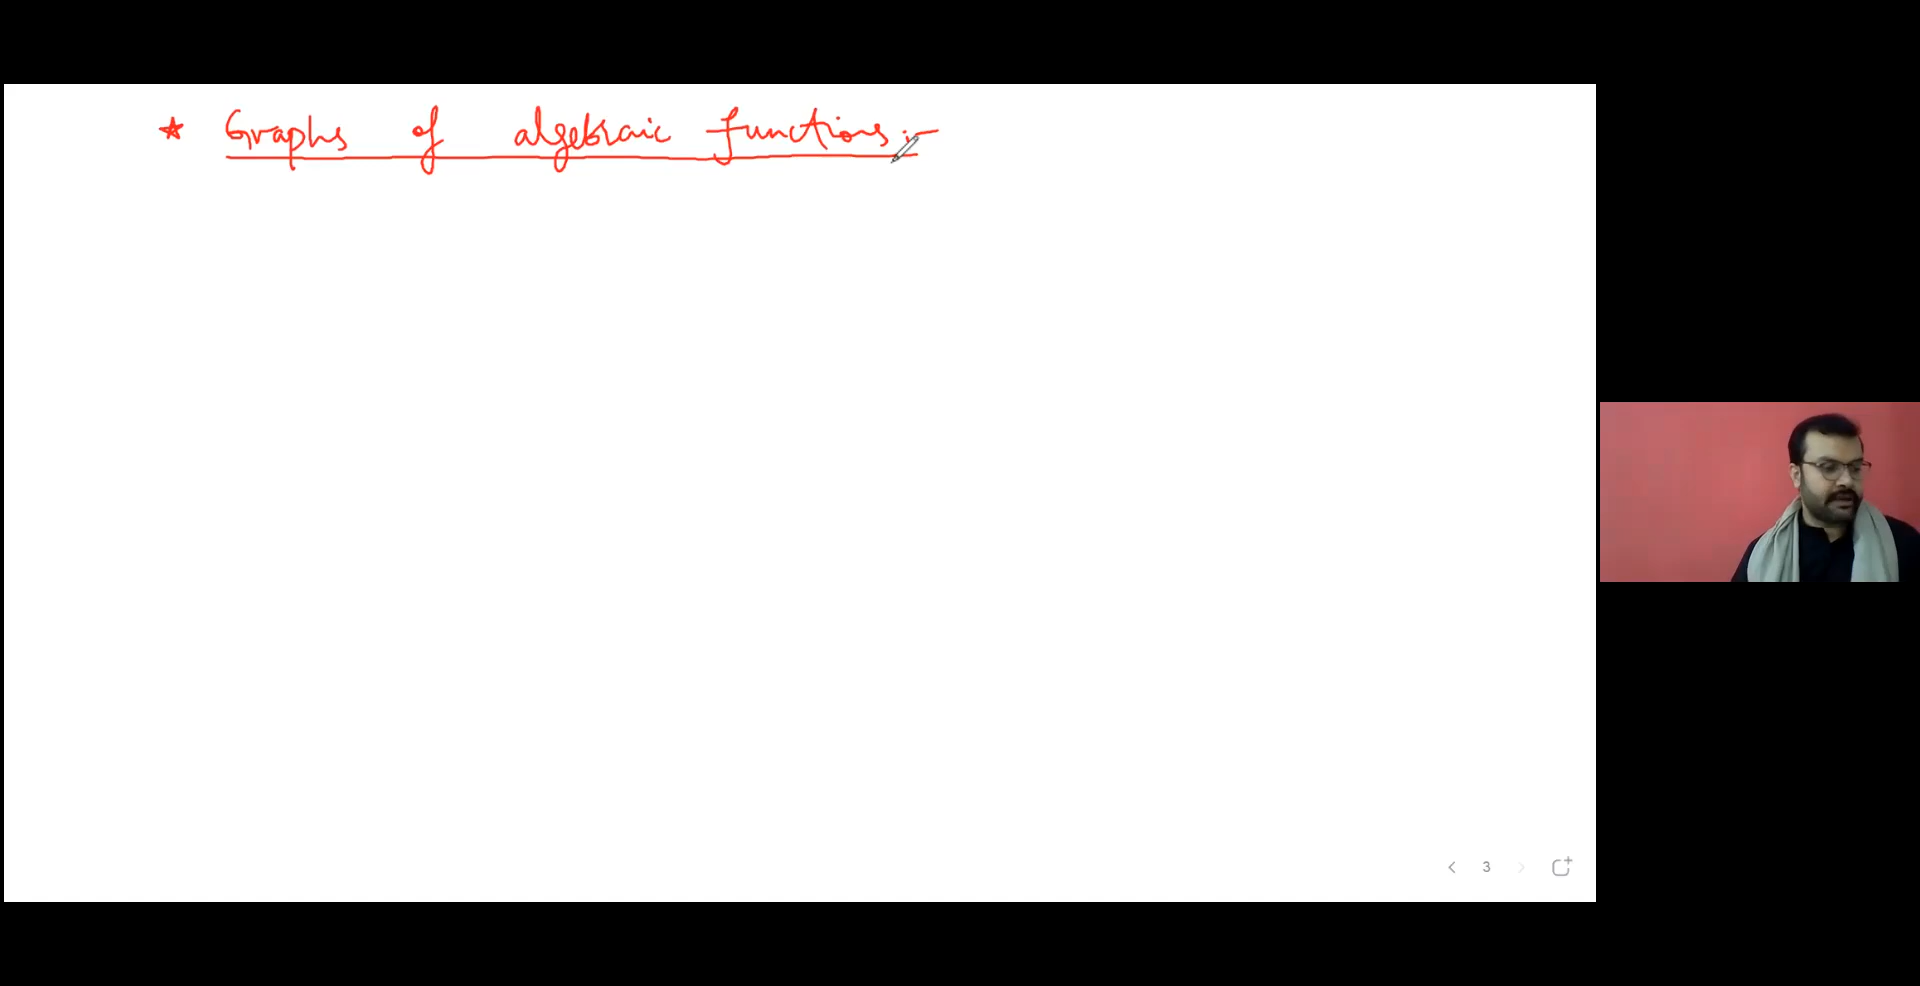 ★ Graphs of algebraic functions :-
3